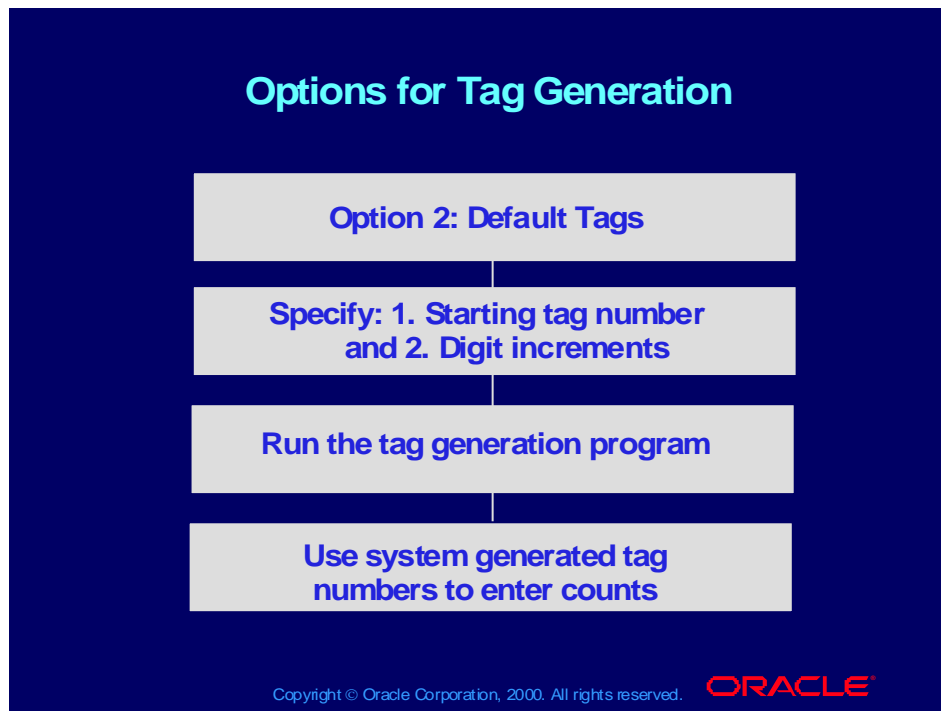 Options for Tag Generation
Option 2: Default Tags
Specify: 1. Starting tag number
and 2. Digit increments
Run the tag generation program
Use system generated tag
numbers to enter counts
Copyright © Oracle Corporation, 2000. All rights reserved.
ORACLE®